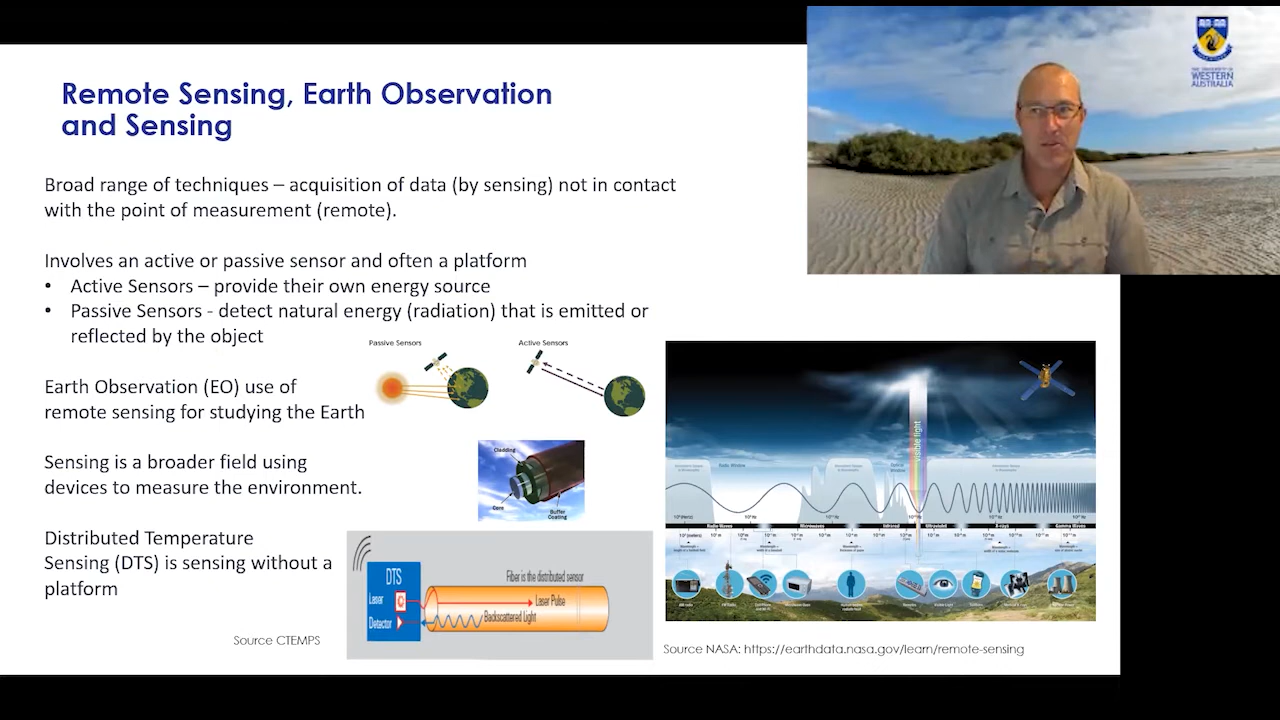 Remote Sensing, Earth Observation
and Sensing
THE UNIVERSITY OF
WESTERN
AUSTRALIA
Broad range of techniques – acquisition of data (by sensing) not in contact
with the point of measurement (remote).
Involves an active or passive sensor and often a platform
• Active Sensors – provide their own energy source
• Passive Sensors - detect natural energy (radiation) that is emitted or
reflected by the object
Passive Sensors
Active Sensors
Earth Observation (EO) use of
remote sensing for studying the Earth
Sensing is a broader field using
devices to measure the environment.
Distributed Temperature
Sensing (DTS) is sensing without a
platform
Source CTEMPS
Cladding
Core
Buffer
Coating
DTS
Laser
Detector
Fiber is the distributed sensor
Laser Pulse
Backscattered Light
visible light
Radio Window
Optical
Window
Radio Waves
Microwaves
Infrared
Ultraviolet
X-rays
Gamma Waves
Source NASA: https://earthdata.nasa.gov/learn/remote-sensing